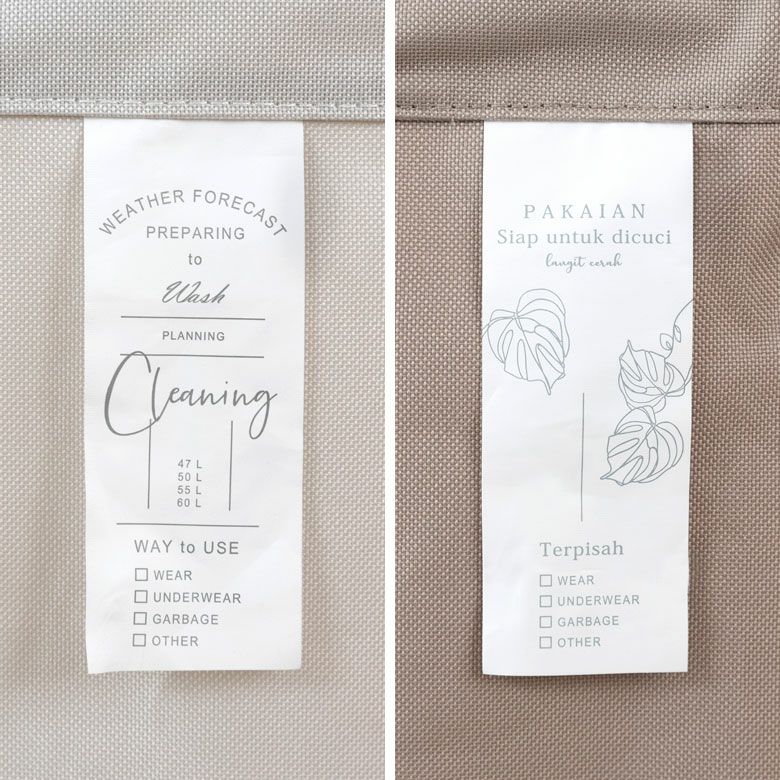 WEATHER FORECAST
PREPARING
to
Wash
PLANNING
Cleaning
47 L
50 L
55 L
60 L
WAY to USE
WEAR
UNDERWEAR
GARBAGE
OTHER
PAKAIAN
Siap untuk dicuci
langit cerah
Terpisah
WEAR
UNDERWEAR
GARBAGE
OTHER